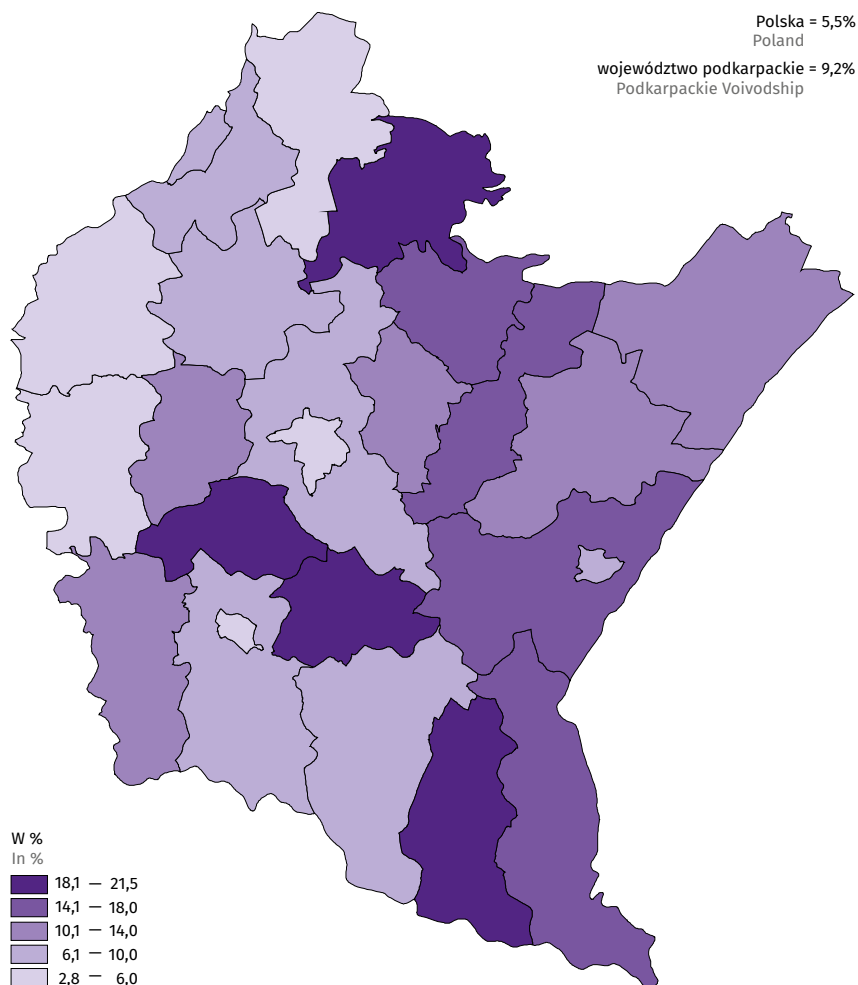 Polska = 5,5%
Poland
województwo podkarpackie = 9,2%
Podkarpackie Voivodship
W %
In %
18,1 — 21,5
14,1 — 18,0
10,1 — 14,0
6,1 — 10,0
2,8 — 6,0